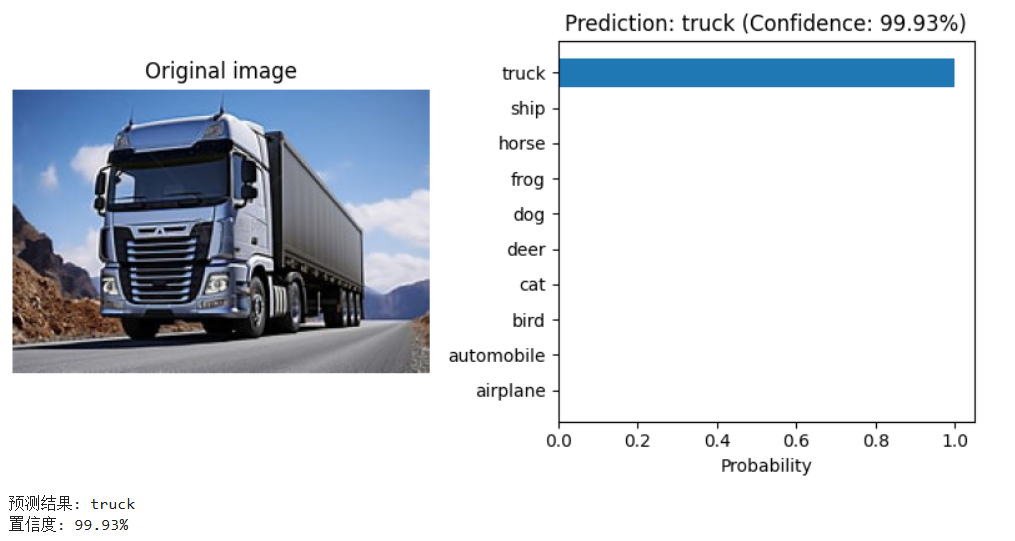 Original image
Prediction: truck (Confidence: 99.93%)
truck
ship
horse
frog
dog
deer
cat
bird
automobile
airplane
0.0 0.2 0.4 0.6 0.8 1.0
Probability
预测结果: truck
置信度: 99.93%